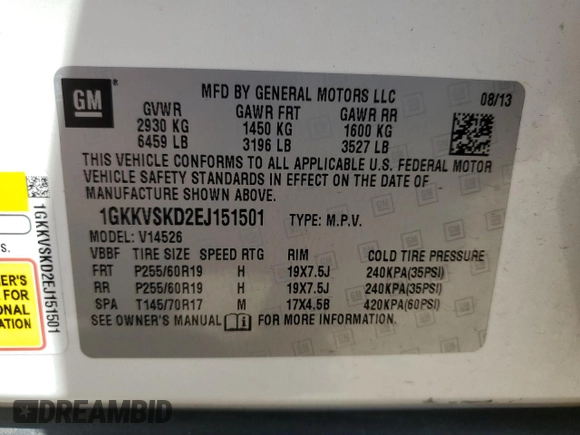 GM
MFD BY GENERAL MOTORS LLC
08/13
GVWR GAWR FRT GAWR RR
2930 KG 1450 KG 1600 KG
6459 LB 3196 LB 3527 LB
THIS VEHICLE CONFORMS TO ALL APPLICABLE U.S. FEDERAL MOTOR
VEHICLE SAFETY STANDARDS IN EFFECT ON THE DATE OF
MANUFACTURE SHOWN ABOVE.
1GKKVSKD2EJ151501 TYPE: M.P.V.
MODEL: V14526
VBBF TIRE SIZE SPEED RTG RIM COLD TIRE PRESSURE
FRT P255/60R19 H 19X7.5J 240KPA(35PSI)
RR P255/60R19 H 19X7.5J 240KPA(35PSI)
SPA T145/70R17 M 17X4.5B 420KPA(60PSI)
SEE OWNER'S MANUAL i FOR MORE INFORMATION.
1GKKVSKD2EJ151501
S.
ER'S
FOR
ONAL
ATION
DREAMBID